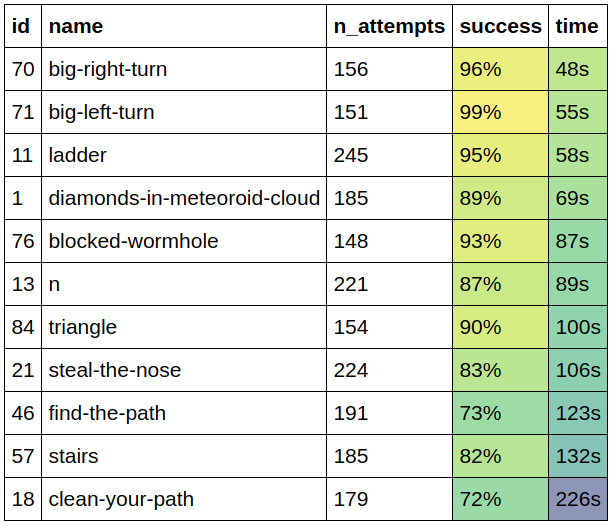 id name n_attempts success time
70 big-right-turn 156 96% 48s
71 big-left-turn 151 99% 55s
11 ladder 245 95% 58s
1 diamonds-in-meteoroid-cloud 185 89% 69s
76 blocked-wormhole 148 93% 87s
13 n 221 87% 89s
84 triangle 154 90% 100s
21 steal-the-nose 224 83% 106s
46 find-the-path 191 73% 123s
57 stairs 185 82% 132s
18 clean-your-path 179 72% 226s